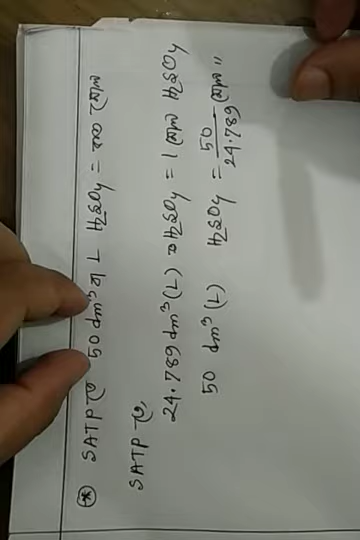 ⊛ SATP তে 50 dm³ বা L H₂SO₄ = কত মোল
SATP তে,
24.789 dm³ (L) H₂SO₄ = 1 মোল H₂SO₄
50 dm³ (L) H₂SO₄ = 50/24.789 মোল "